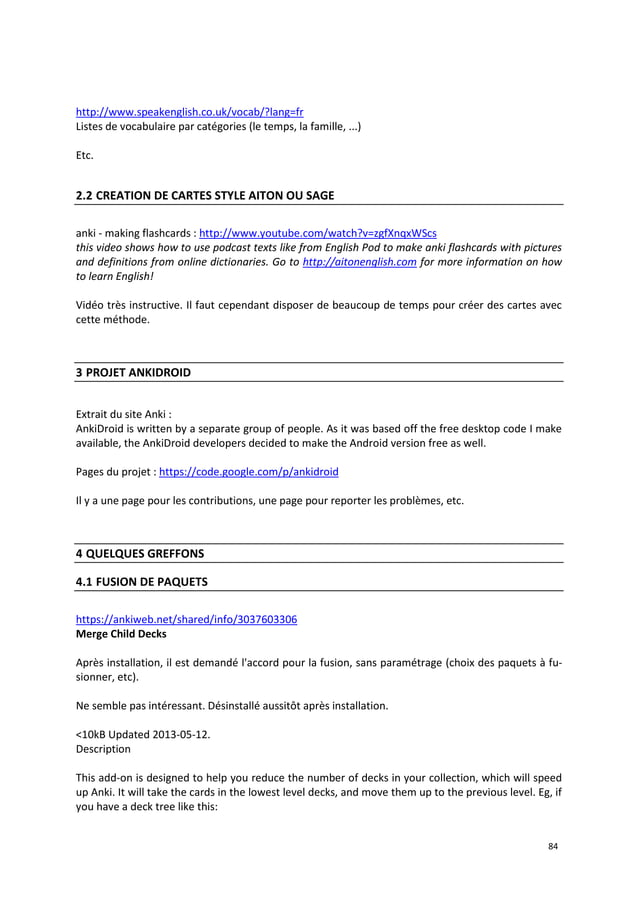 http://www.speakenglish.co.uk/vocab/?lang=fr
Listes de vocabulaire par catégories (le temps, la famille, ...)
Etc.
2.2 CREATION DE CARTES STYLE AITON OU SAGE
anki - making flashcards : http://www.youtube.com/watch?v=zgfXnqxWScs
this video shows how to use podcast texts like from English Pod to make anki flashcards with pictures
and definitions from online dictionaries. Go to http://aitonenglish.com for more information on how
to learn English!
Vidéo très instructive. Il faut cependant disposer de beaucoup de temps pour créer des cartes avec
cette méthode.
3 PROJET ANKIDROID
Extrait du site Anki :
AnkiDroid is written by a separate group of people. As it was based off the free desktop code I make
available, the AnkiDroid developers decided to make the Android version free as well.
Pages du projet : https://code.google.com/p/ankidroid
Il y a une page pour les contributions, une page pour reporter les problèmes, etc.
4 QUELQUES GREFFONS
4.1 FUSION DE PAQUETS
https://ankiweb.net/shared/info/3037603306
Merge Child Decks
Après installation, il est demandé l'accord pour la fusion, sans paramétrage (choix des paquets à fu-
sionner, etc).
Ne semble pas intéressant. Désinstallé aussitôt après installation.
<10kB Updated 2013-05-12.
Description
This add-on is designed to help you reduce the number of decks in your collection, which will speed
up Anki. It will take the cards in the lowest level decks, and move them up to the previous level. Eg, if
you have a deck tree like this:
84